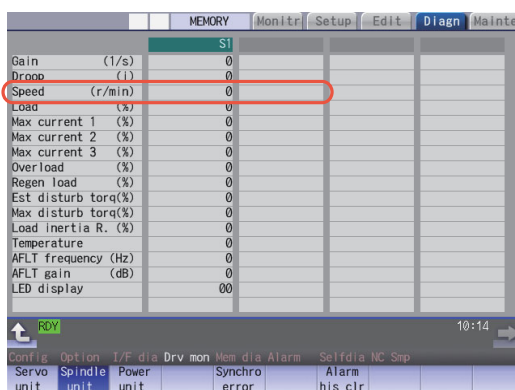 MEMORY Monitr Setup Edit Diagn Mainte
S1
Gain (1/s) 0
Droop (i) 0
Speed (r/min) 0
Load (%) 0
Max current 1 (%) 0
Max current 2 (%) 0
Max current 3 (%) 0
Overload (%) 0
Regen load (%) 0
Est disturb torq(%) 0
Max disturb torq(%) 0
Load inertia R. (%) 0
Temperature 0
AFLT frequency (Hz) 0
AFLT gain (dB) 0
LED display 00
RDY 10:14
Config Option I/F dia Drv mon Mem dia Alarm Selfdia NC Smp
Servo Spindle Power Synchro Alarm
unit unit unit error his clr